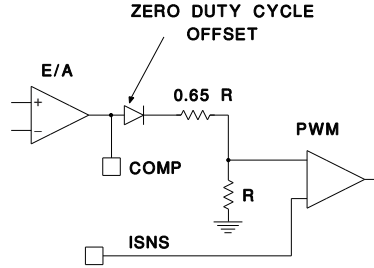 ZERO DUTY CYCLE
OFFSET
E/A
0.65 R
+
−
PWM
COMP
R
ISNS